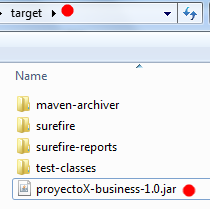 target
Name
maven-archiver
surefire
surefire-reports
test-classes
proyectoX-business-1.0.jar